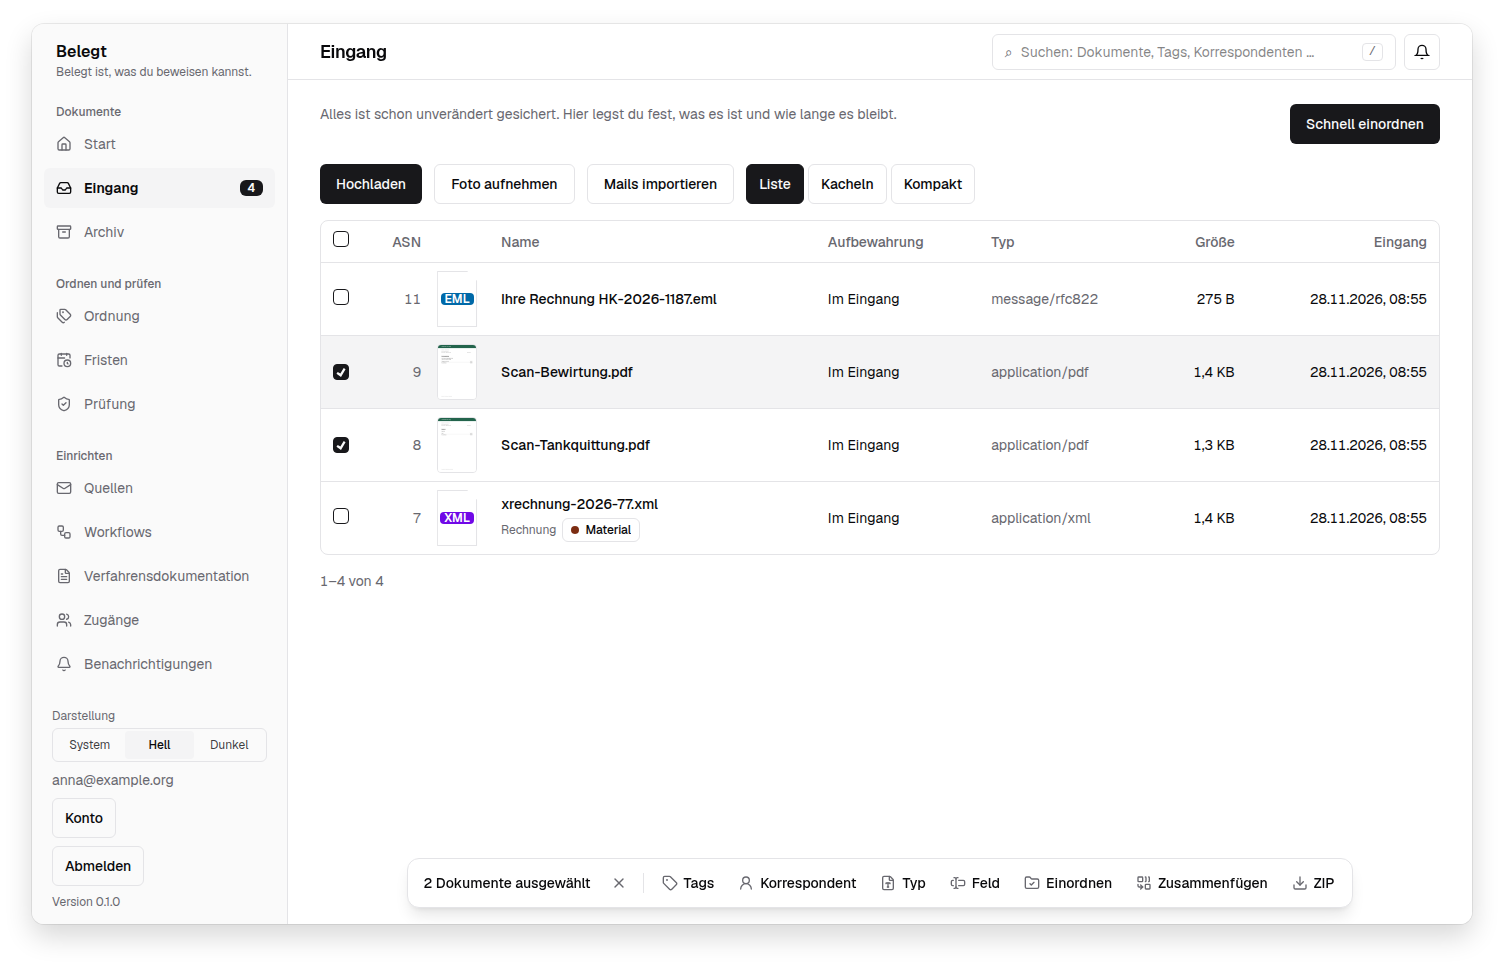 Belegt
Belegt ist, was du beweisen kannst.
Dokumente
Start
Eingang 4
Archiv
Ordnen und prüfen
Ordnung
Fristen
Prüfung
Einrichten
Quellen
Workflows
Verfahrensdokumentation
Zugänge
Benachrichtigungen
Darstellung
System Hell Dunkel
anna@example.org
Konto
Abmelden
Version 0.1.0
Eingang
Suchen: Dokumente, Tags, Korrespondenten … /
Alles ist schon unverändert gesichert. Hier legst du fest, was es ist und wie lange es bleibt.
Schnell einordnen
Hochladen Foto aufnehmen Mails importieren Liste Kacheln Kompakt
ASN Name Aufbewahrung Typ Größe Eingang
11 EML Ihre Rechnung HK-2026-1187.eml Im Eingang message/rfc822 275 B 28.11.2026, 08:55
9 Scan-Bewirtung.pdf Im Eingang application/pdf 1,4 KB 28.11.2026, 08:55
8 Scan-Tankquittung.pdf Im Eingang application/pdf 1,3 KB 28.11.2026, 08:55
7 XML xrechnung-2026-77.xml Im Eingang application/xml 1,4 KB 28.11.2026, 08:55
Rechnung Material
1–4 von 4
2 Dokumente ausgewählt Tags Korrespondent Typ Feld Einordnen Zusammenfügen ZIP